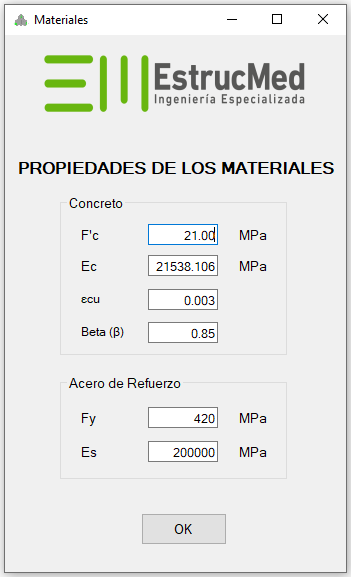 Materiales
EstrucMed
Ingeniería Especializada
PROPIEDADES DE LOS MATERIALES
Concreto
F'c 21.00 MPa
Ec 21538.106 MPa
εcu 0.003
Beta (β) 0.85
Acero de Refuerzo
Fy 420 MPa
Es 200000 MPa
OK